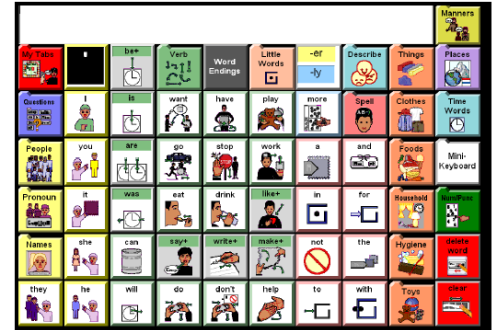 Manners
My Tabs be+ Verb Word Endings Little Words -er -ly Describe Things Places
Questions I is want have play more Spell Clothes Time Words
People you are go stop work a and Foods Mini-Keyboard
Pronoun it was eat drink like+ in for Household Num/Punc
Names she can say+ write+ make+ not the Hygiene delete word
they he will do don't help to with Toys clear